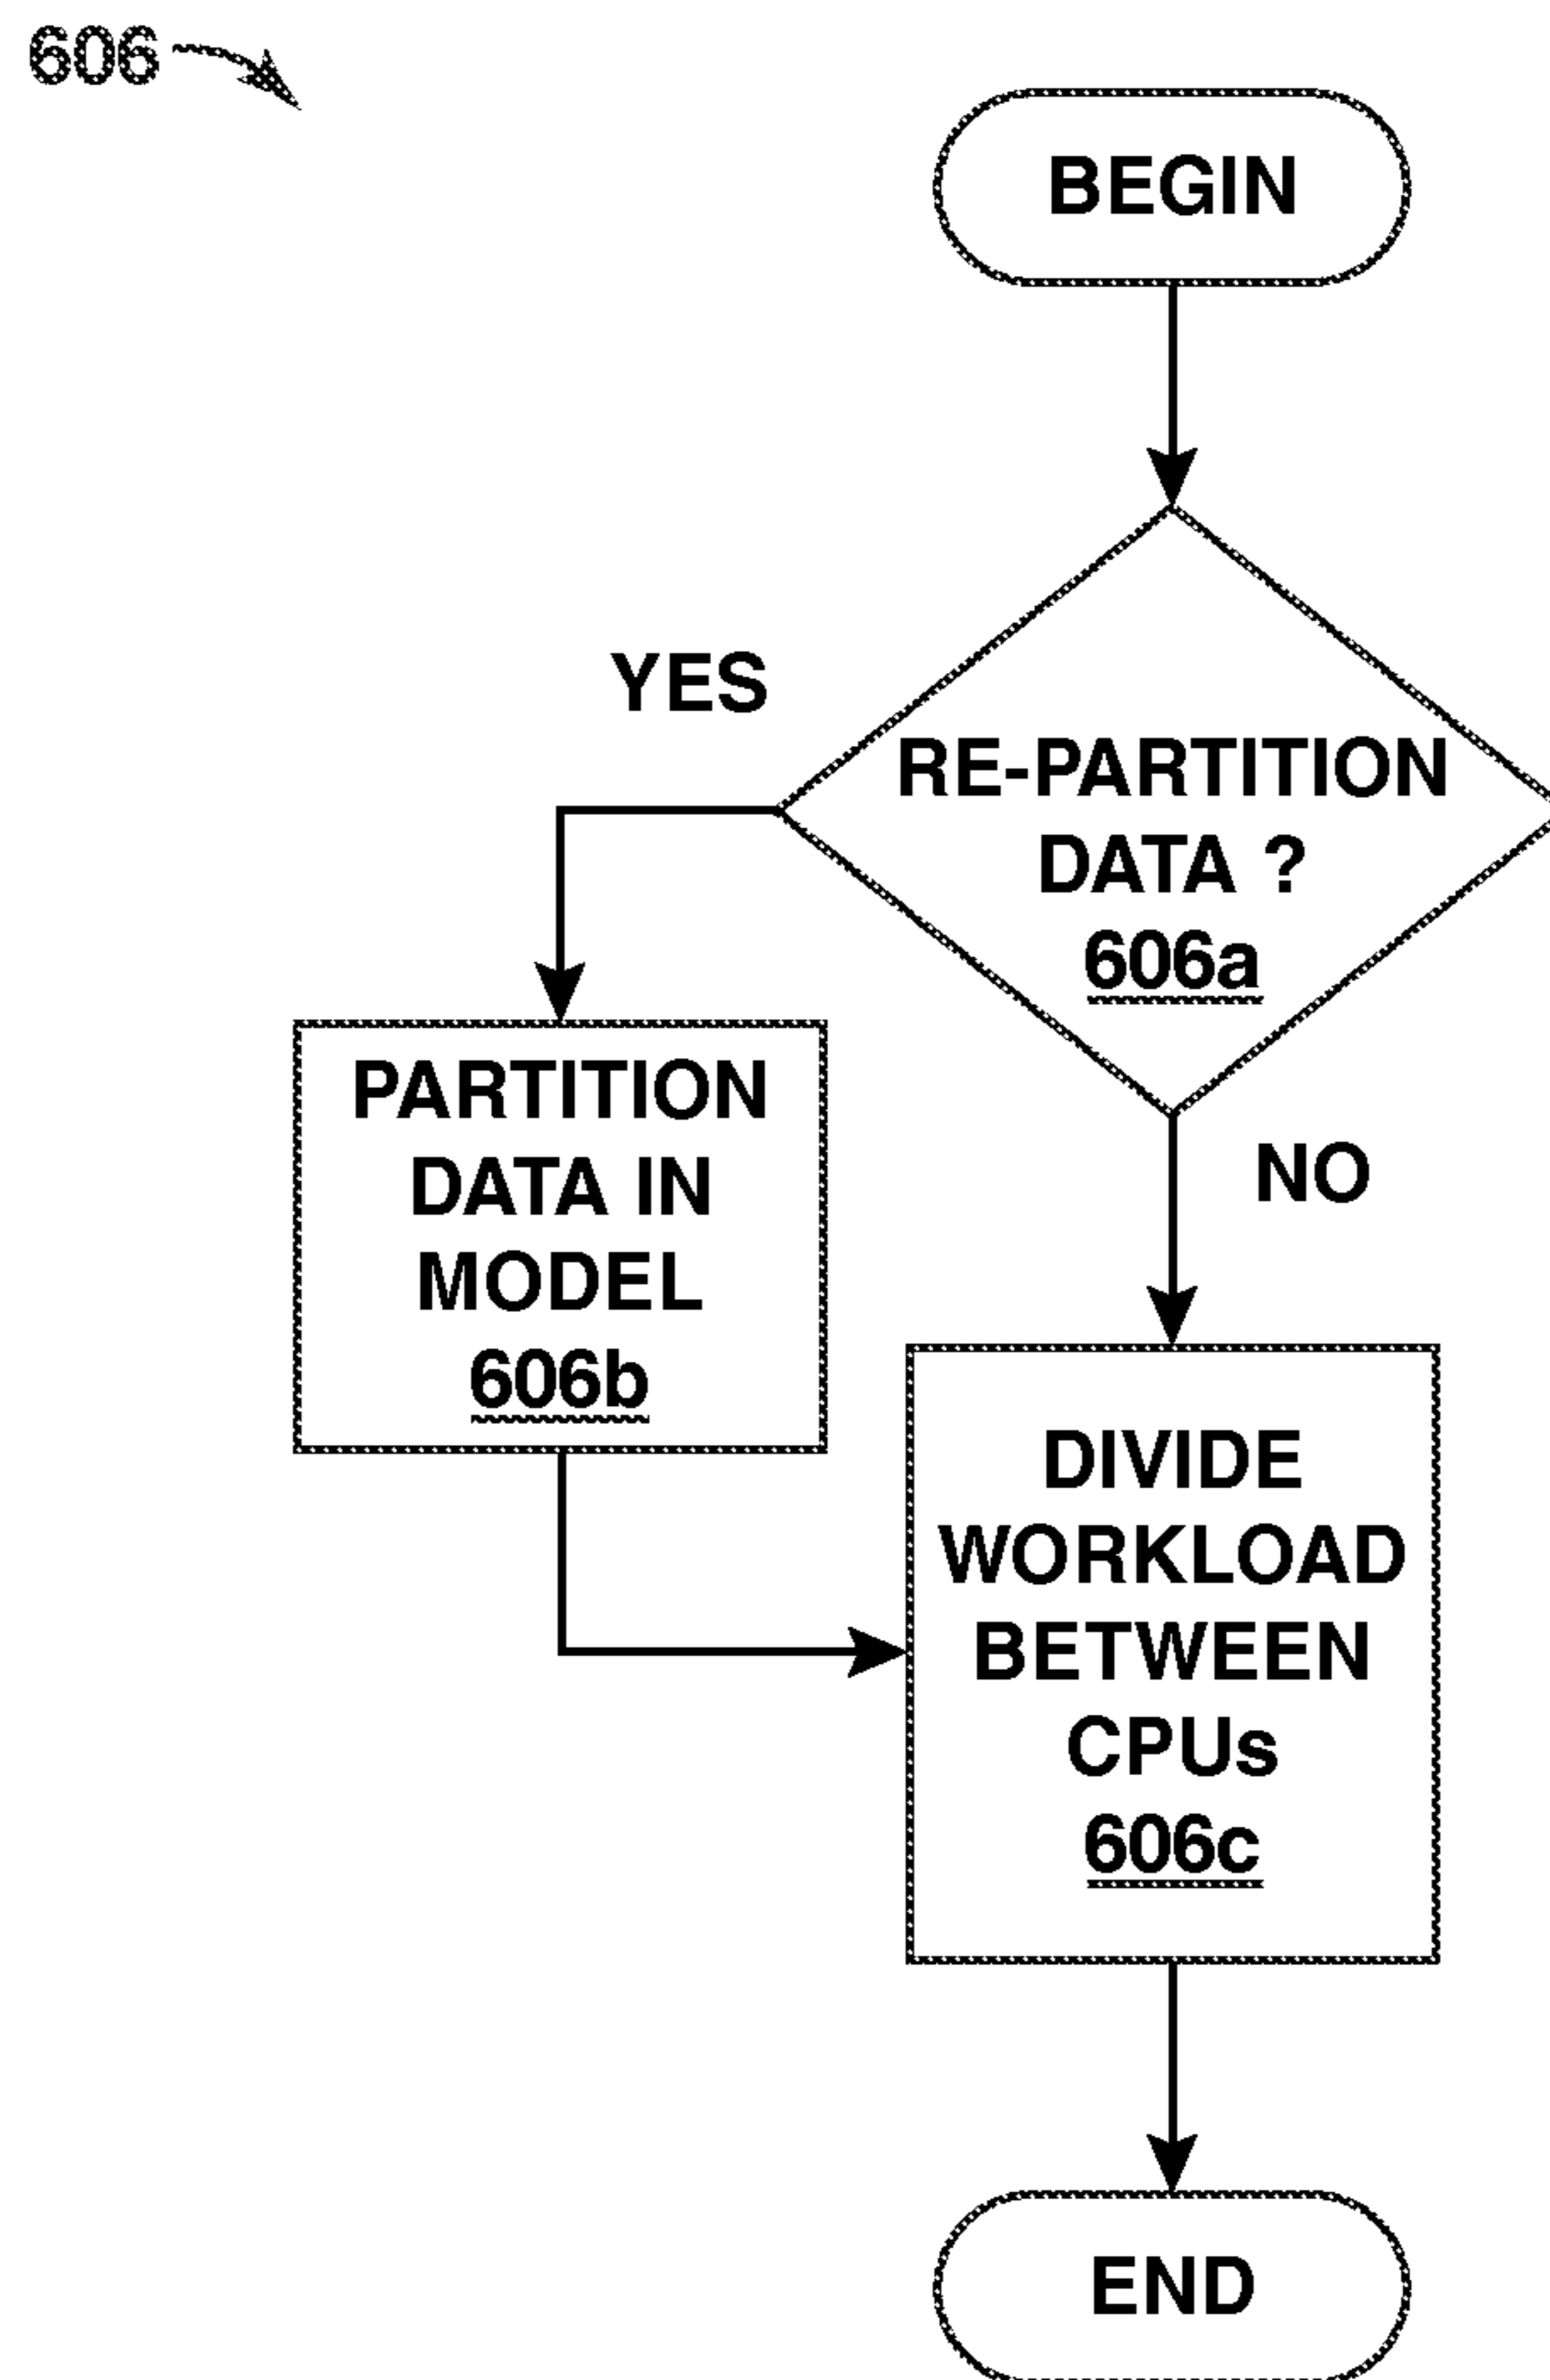 606
BEGIN
YES
RE-PARTITION
DATA ?
606a
PARTITION
DATA IN
MODEL
606b
NO
DIVIDE
WORKLOAD
BETWEEN
CPUs
606c
END